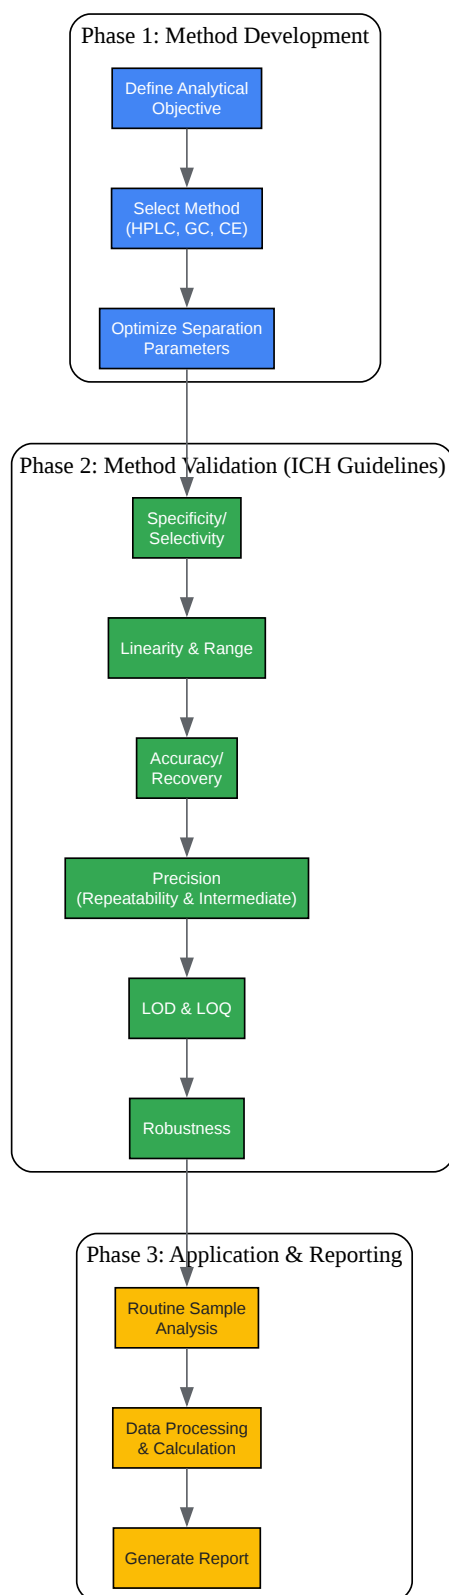 Phase 1: Method Development
Define Analytical
Objective
Select Method
(HPLC, GC, CE)
Optimize Separation
Parameters
Phase 2: Method Validation (ICH Guidelines)
Specificity/
Selectivity
Linearity & Range
Accuracy/
Recovery
Precision
(Repeatability & Intermediate)
LOD & LOQ
Robustness
Phase 3: Application & Reporting
Routine Sample
Analysis
Data Processing
& Calculation
Generate Report